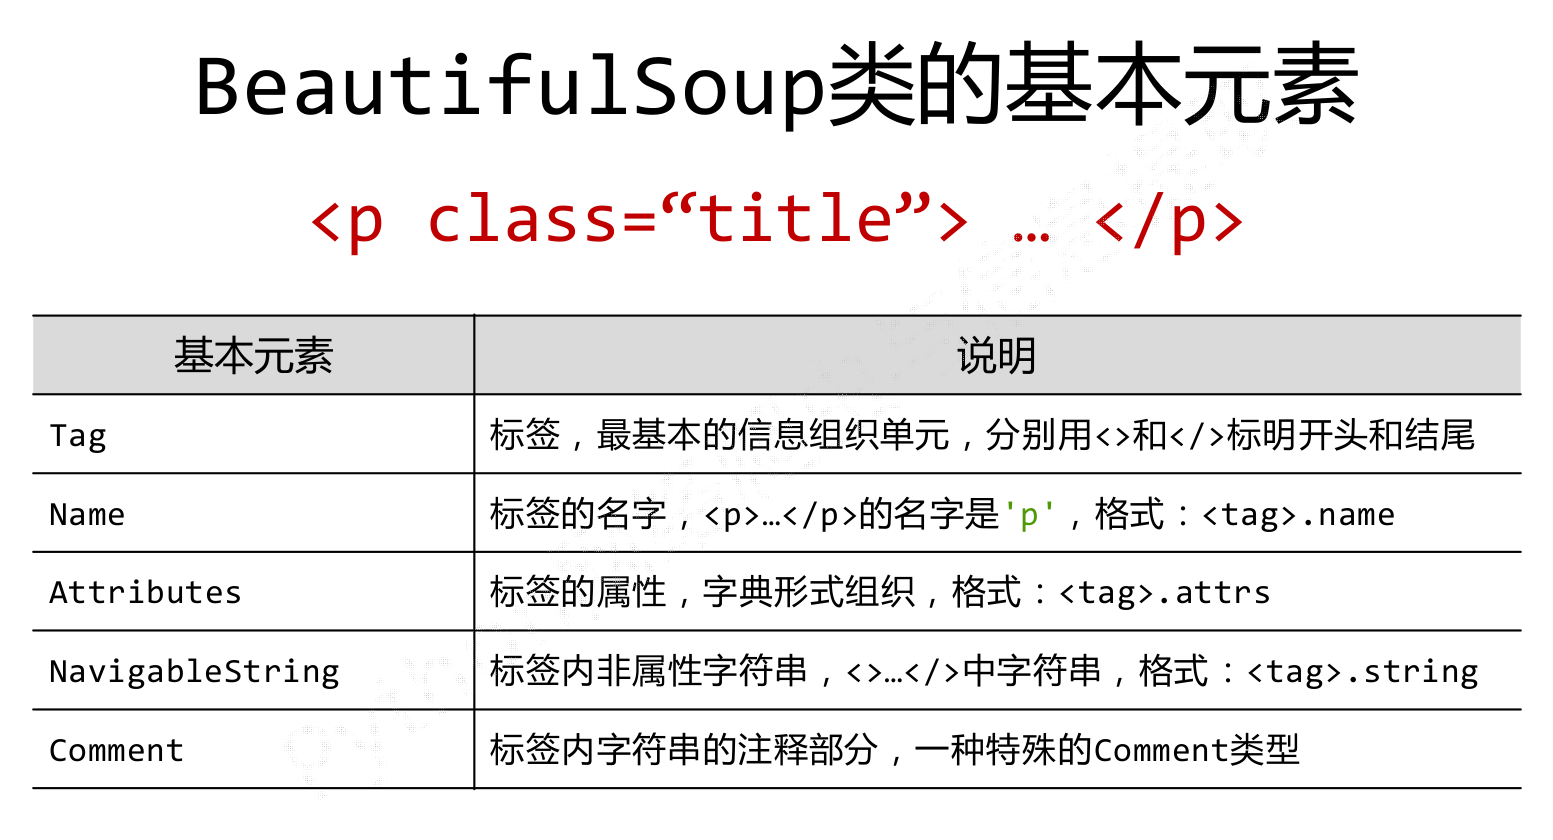 BeautifulSoup类的基本元素
<p class=“title”> … </p>
基本元素 说明
Tag 标签，最基本的信息组织单元，分别用<>和</>标明开头和结尾
Name 标签的名字，<p>…</p>的名字是'p'，格式：<tag>.name
Attributes 标签的属性，字典形式组织，格式：<tag>.attrs
NavigableString 标签内非属性字符串，<>…</>中字符串，格式：<tag>.string
Comment 标签内字符串的注释部分，一种特殊的Comment类型